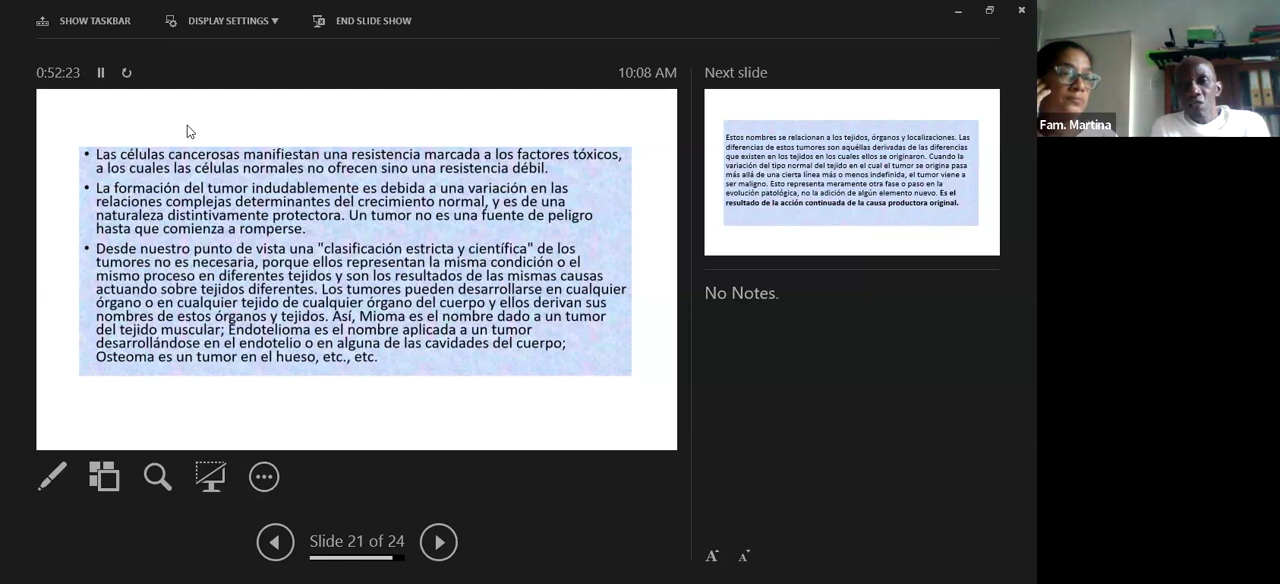 SHOW TASKBAR
DISPLAY SETTINGS ▼
END SLIDE SHOW
0:52:23
10:08 AM
• Las células cancerosas manifiestan una resistencia marcada a los factores tóxicos,
a los cuales las células normales no ofrecen sino una resistencia débil.
• La formación del tumor indudablemente es debida a una variación en las
relaciones complejas determinantes del crecimiento normal, y es de una
naturaleza distintivamente protectora. Un tumor no es una fuente de peligro
hasta que comienza a romperse.
• Desde nuestro punto de vista una "clasificación estricta y científica" de los
tumores no es necesaria, porque ellos representan la misma condición o el
mismo proceso en diferentes tejidos y son los resultados de las mismas causas
actuando sobre tejidos diferentes. Los tumores pueden desarrollarse en cualquier
órgano o en cualquier tejido de cualquier órgano del cuerpo y ellos derivan sus
nombres de estos órganos y tejidos. Así, Mioma es el nombre dado a un tumor
del tejido muscular; Endotelioma es el nombre aplicada a un tumor
desarrollándose en el endotelio o en alguna de las cavidades del cuerpo;
Osteoma es un tumor en el hueso, etc., etc.
Slide 21 of 24
Next slide
Estos nombres se relacionan a los tejidos, órganos y localizaciones. Las
diferencias de estos tumores son aquéllas derivadas de las diferencias
que existen en los tejidos en los cuales ellos se originaron. Cuando la
variación del tipo normal del tejido en el cual el tumor se origina pasa
más allá de una cierta línea más o menos indefinida, el tumor viene a
ser maligno. Esto representa meramente otra fase o paso en la
evolución patológica, no la adición de algún elemento nuevo. Es el
resultado de la acción continuada de la causa productora original.
No Notes.
A A
Fam. Martina